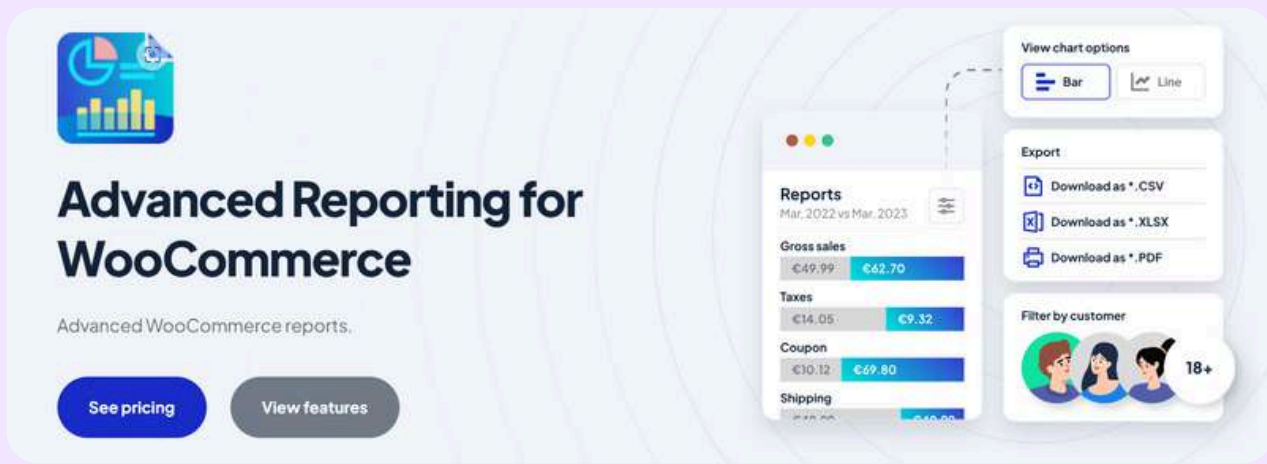 Advanced Reporting for
WooCommerce
Advanced WooCommerce reports.
See pricing
View features
Reports
Mar, 2022 vs Mar, 2023
Gross sales
€49.99 €62.70
Taxes
€14.05 €9.32
Coupon
€10.12 €69.80
Shipping
View chart options
Bar
Line
Export
Download as *.CSV
Download as *.XLSX
Download as *.PDF
Filter by customer
18+